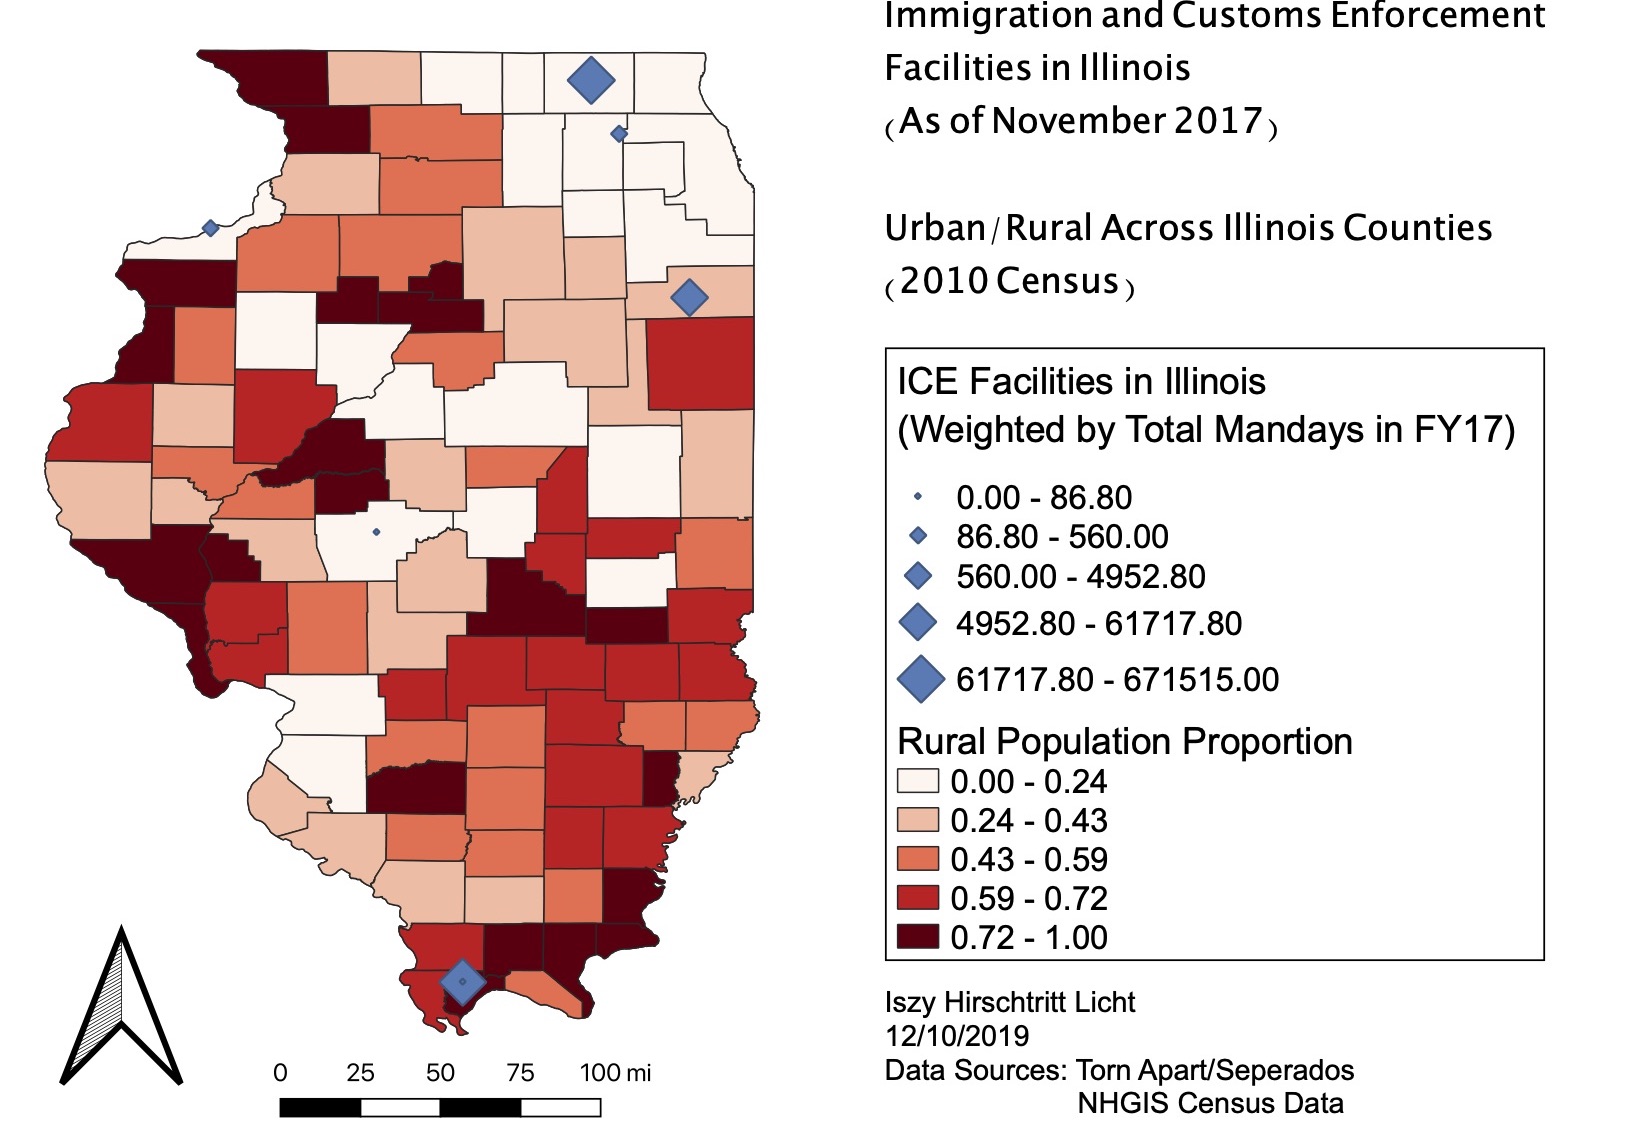 Immigration and Customs Enforcement
Facilities in Illinois
(As of November 2017)
Urban/Rural Across Illinois Counties
(2010 Census)
ICE Facilities in Illinois
(Weighted by Total Mandays in FY17)
0.00 - 86.80
86.80 - 560.00
560.00 - 4952.80
4952.80 - 61717.80
61717.80 - 671515.00
Rural Population Proportion
0.00 - 0.24
0.24 - 0.43
0.43 - 0.59
0.59 - 0.72
0.72 - 1.00
Iszy Hirschtritt Licht
12/10/2019
Data Sources: Torn Apart/Seperados
NHGIS Census Data
0 25 50 75 100 mi